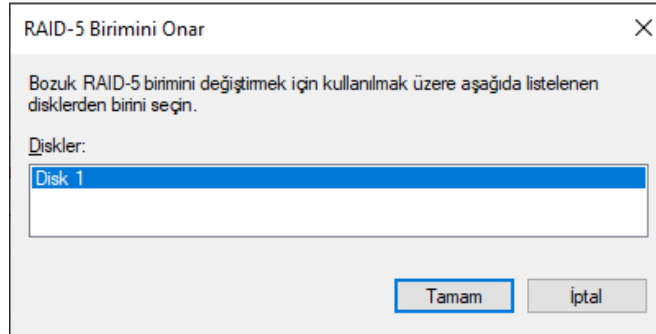 RAID-5 Birimini Onar
Bozuk RAID-5 birimini değiştirmek için kullanılmak üzere aşağıda listelenen
disklerden birini seçin.
Diskler:
Disk 1
Tamam
İptal